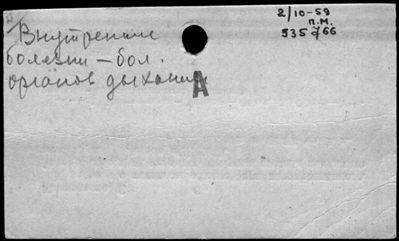 2/10-59
п.м.
535766
Внутренние
болезни — бол.
органов дыхания
А